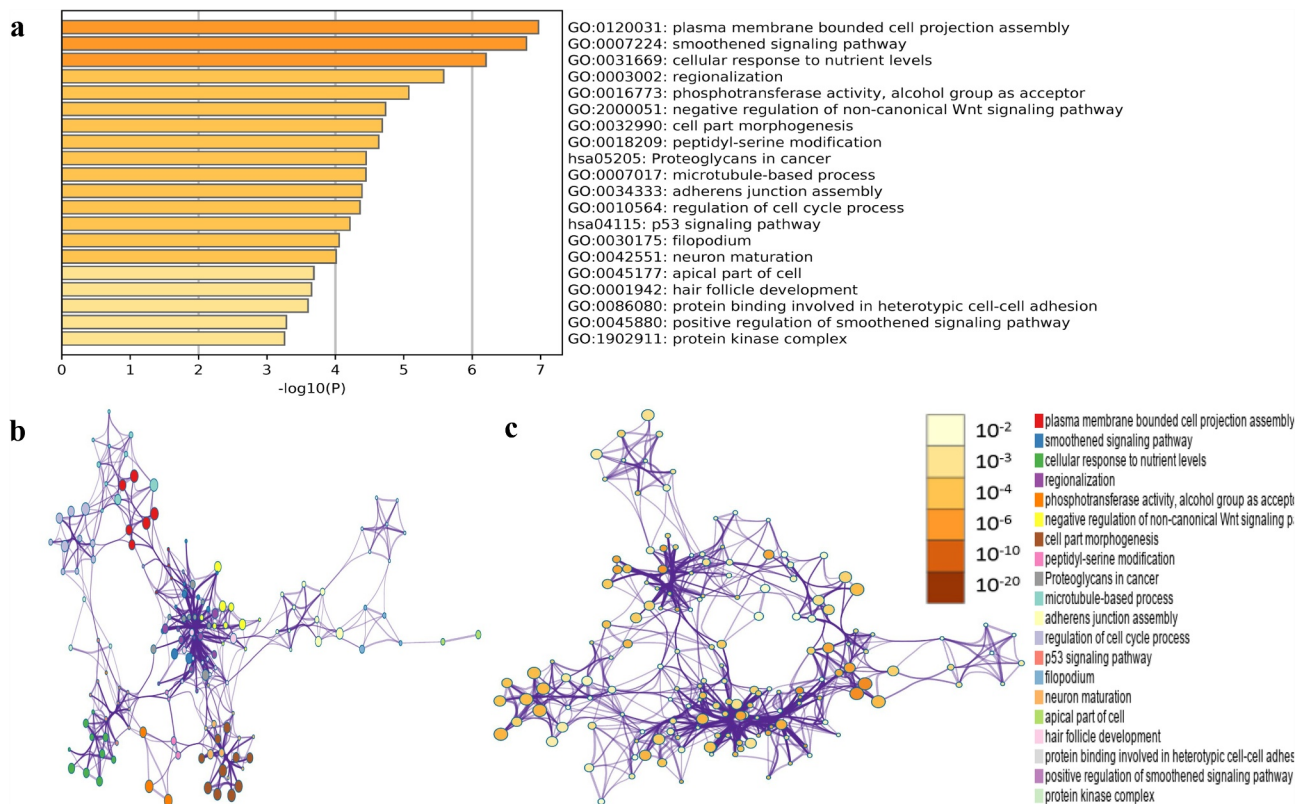 a
GO:0120031: plasma membrane bounded cell projection assembly
GO:0007224: smoothened signaling pathway
GO:0031669: cellular response to nutrient levels
GO:0003002: regionalization
GO:0016773: phosphotransferase activity, alcohol group as acceptor
GO:2000051: negative regulation of non-canonical Wnt signaling pathway
GO:0032990: cell part morphogenesis
GO:0018209: peptidyl-serine modification
hsa05205: Proteoglycans in cancer
GO:0007017: microtubule-based process
GO:0034333: adherens junction assembly
GO:0010564: regulation of cell cycle process
hsa04115: p53 signaling pathway
GO:0030175: filopodium
GO:0042551: neuron maturation
GO:0045177: apical part of cell
GO:0001942: hair follicle development
GO:0086080: protein binding involved in heterotypic cell-cell adhesion
GO:0045880: positive regulation of smoothened signaling pathway
GO:1902911: protein kinase complex
0 1 2 3 4 5 6 7
-log10(P)
b
c
10-2
10-3
10-4
10-6
10-10
10-20
plasma membrane bounded cell projection assembly
smoothened signaling pathway
cellular response to nutrient levels
regionalization
phosphotransferase activity, alcohol group as accepto
negative regulation of non-canonical Wnt signaling p
cell part morphogenesis
peptidyl-serine modification
Proteoglycans in cancer
microtubule-based process
adherens junction assembly
regulation of cell cycle process
p53 signaling pathway
filopodium
neuron maturation
apical part of cell
hair follicle development
protein binding involved in heterotypic cell-cell adhes
positive regulation of smoothened signaling pathway
protein kinase complex